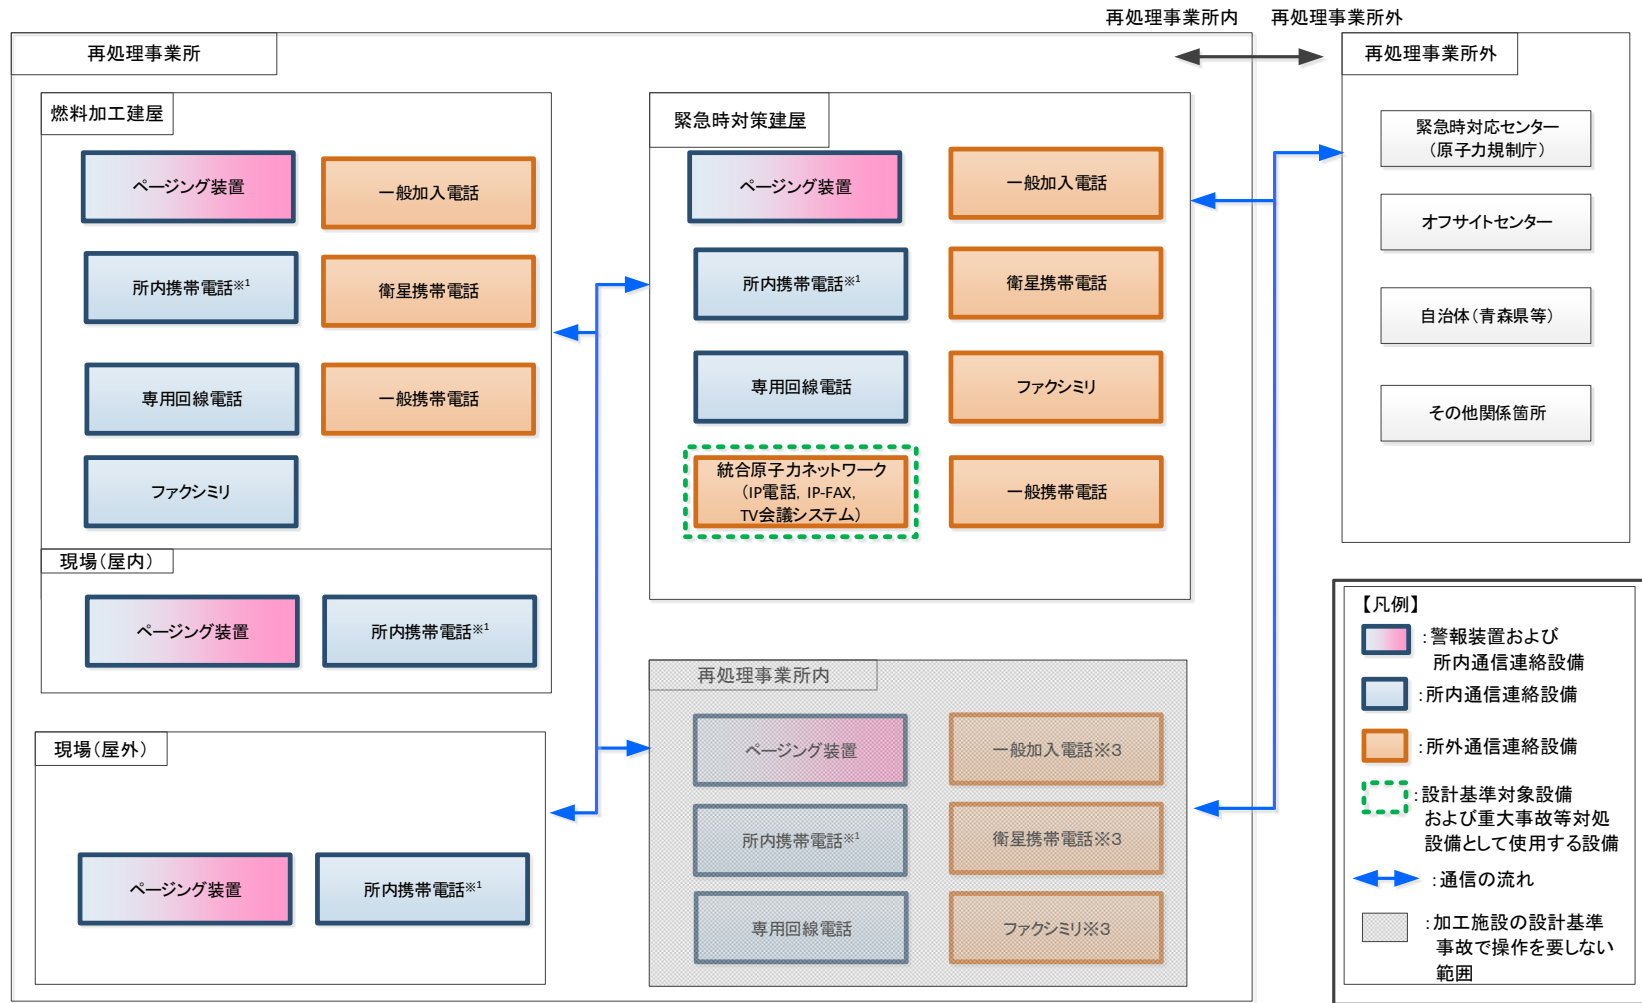 再処理事業所内
再処理事業所外
再処理事業所
燃料加工建屋
ページング装置
一般加入電話
所内携帯電話※1
衛星携帯電話
専用回線電話
一般携帯電話
ファクシミリ
現場(屋内)
ページング装置
所内携帯電話※1
現場(屋外)
ページング装置
所内携帯電話※1
緊急時対策建屋
ページング装置
一般加入電話
所内携帯電話※1
衛星携帯電話
専用回線電話
ファクシミリ
統合原子力ネットワーク
(IP電話, IP-FAX,
TV会議システム)
一般携帯電話
再処理事業所内
ページング装置
一般加入電話※3
所内携帯電話※1
衛星携帯電話※3
専用回線電話
ファクシミリ※3
再処理事業所外
緊急時対応センター
(原子力規制庁)
オフサイトセンター
自治体(青森県等)
その他関係箇所
【凡例】
:警報装置および
所内通信連絡設備
:所内通信連絡設備
:所外通信連絡設備
:設計基準対象設備
および重大事故等対処
設備として使用する設備
:通信の流れ
:加工施設の設計基準
事故で操作を要しない
範囲